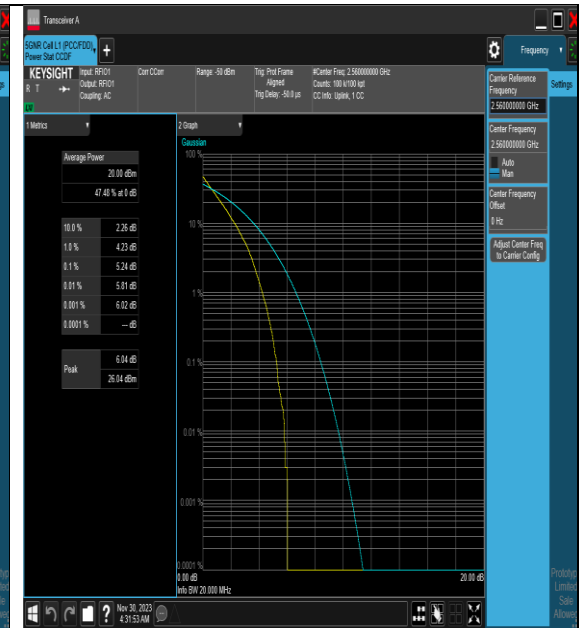 Transceiver A
5GNR Cell L1 (PCC/FDD),
Power Stat CCDF
Frequency
KEYSIGHT
R T
Input: RFIO1
Output: RFIO1
Coupling: AC
Corr CCorr
Range: -50 dBm
Trig: Prot Frame
Aligned
Trig Delay: -50.0 µs
#Center Freq: 2.560000000 GHz
Counts: 100 k/100 kpt
CC Info: Uplink, 1 CC
Carrier Reference
Frequency
2.560000000 GHz
Settings
Center Frequency
2.560000000 GHz
Auto
Man
Center Frequency
Offset
0 Hz
Adjust Center Freq
to Carrier Config
1 Metrics
Average Power
20.00 dBm
47.48 % at 0 dB
10.0 % 2.26 dB
1.0 % 4.23 dB
0.1 % 5.24 dB
0.01 % 5.81 dB
0.001 % 6.02 dB
0.0001 % --- dB
Peak
6.04 dB
26.04 dBm
2 Graph
Gaussian
100 %
10 %
1 %
0.1 %
0.01 %
0.001 %
0.0001 %
0.00 dB
20.00 dB
Info BW 20.000 MHz
?
Nov 30, 2023
4:31:53 AM
Prototyp
Limited
Sale
Allowed